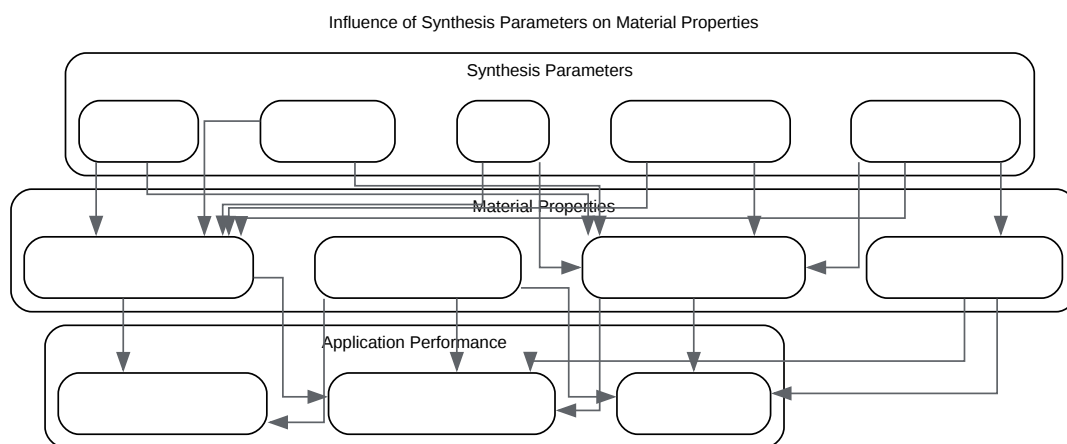 Influence of Synthesis Parameters on Material Properties
Synthesis Parameters
Material Properties
Application Performance